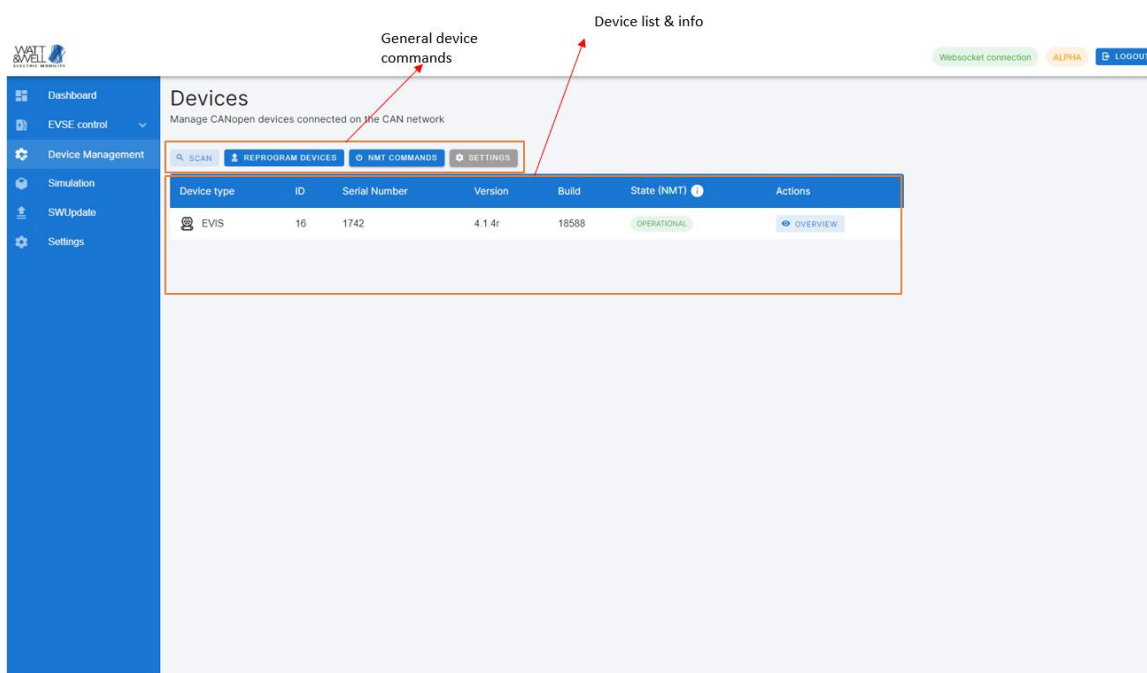 Device list & info
General device
commands
WATT
&WELL
ELECTRIC MOBILITY
Websocket connection
ALPHA
LOGOUT
Dashboard
EVSE control
Device Management
Simulation
SWUpdate
Settings
Devices
Manage CANopen devices connected on the CAN network
SCAN
REPROGRAM DEVICES
NMT COMMANDS
SETTINGS
Device type ID Serial Number Version Build State (NMT) i Actions
EVIS 16 1742 4.1.4r 18588 OPERATIONAL OVERVIEW